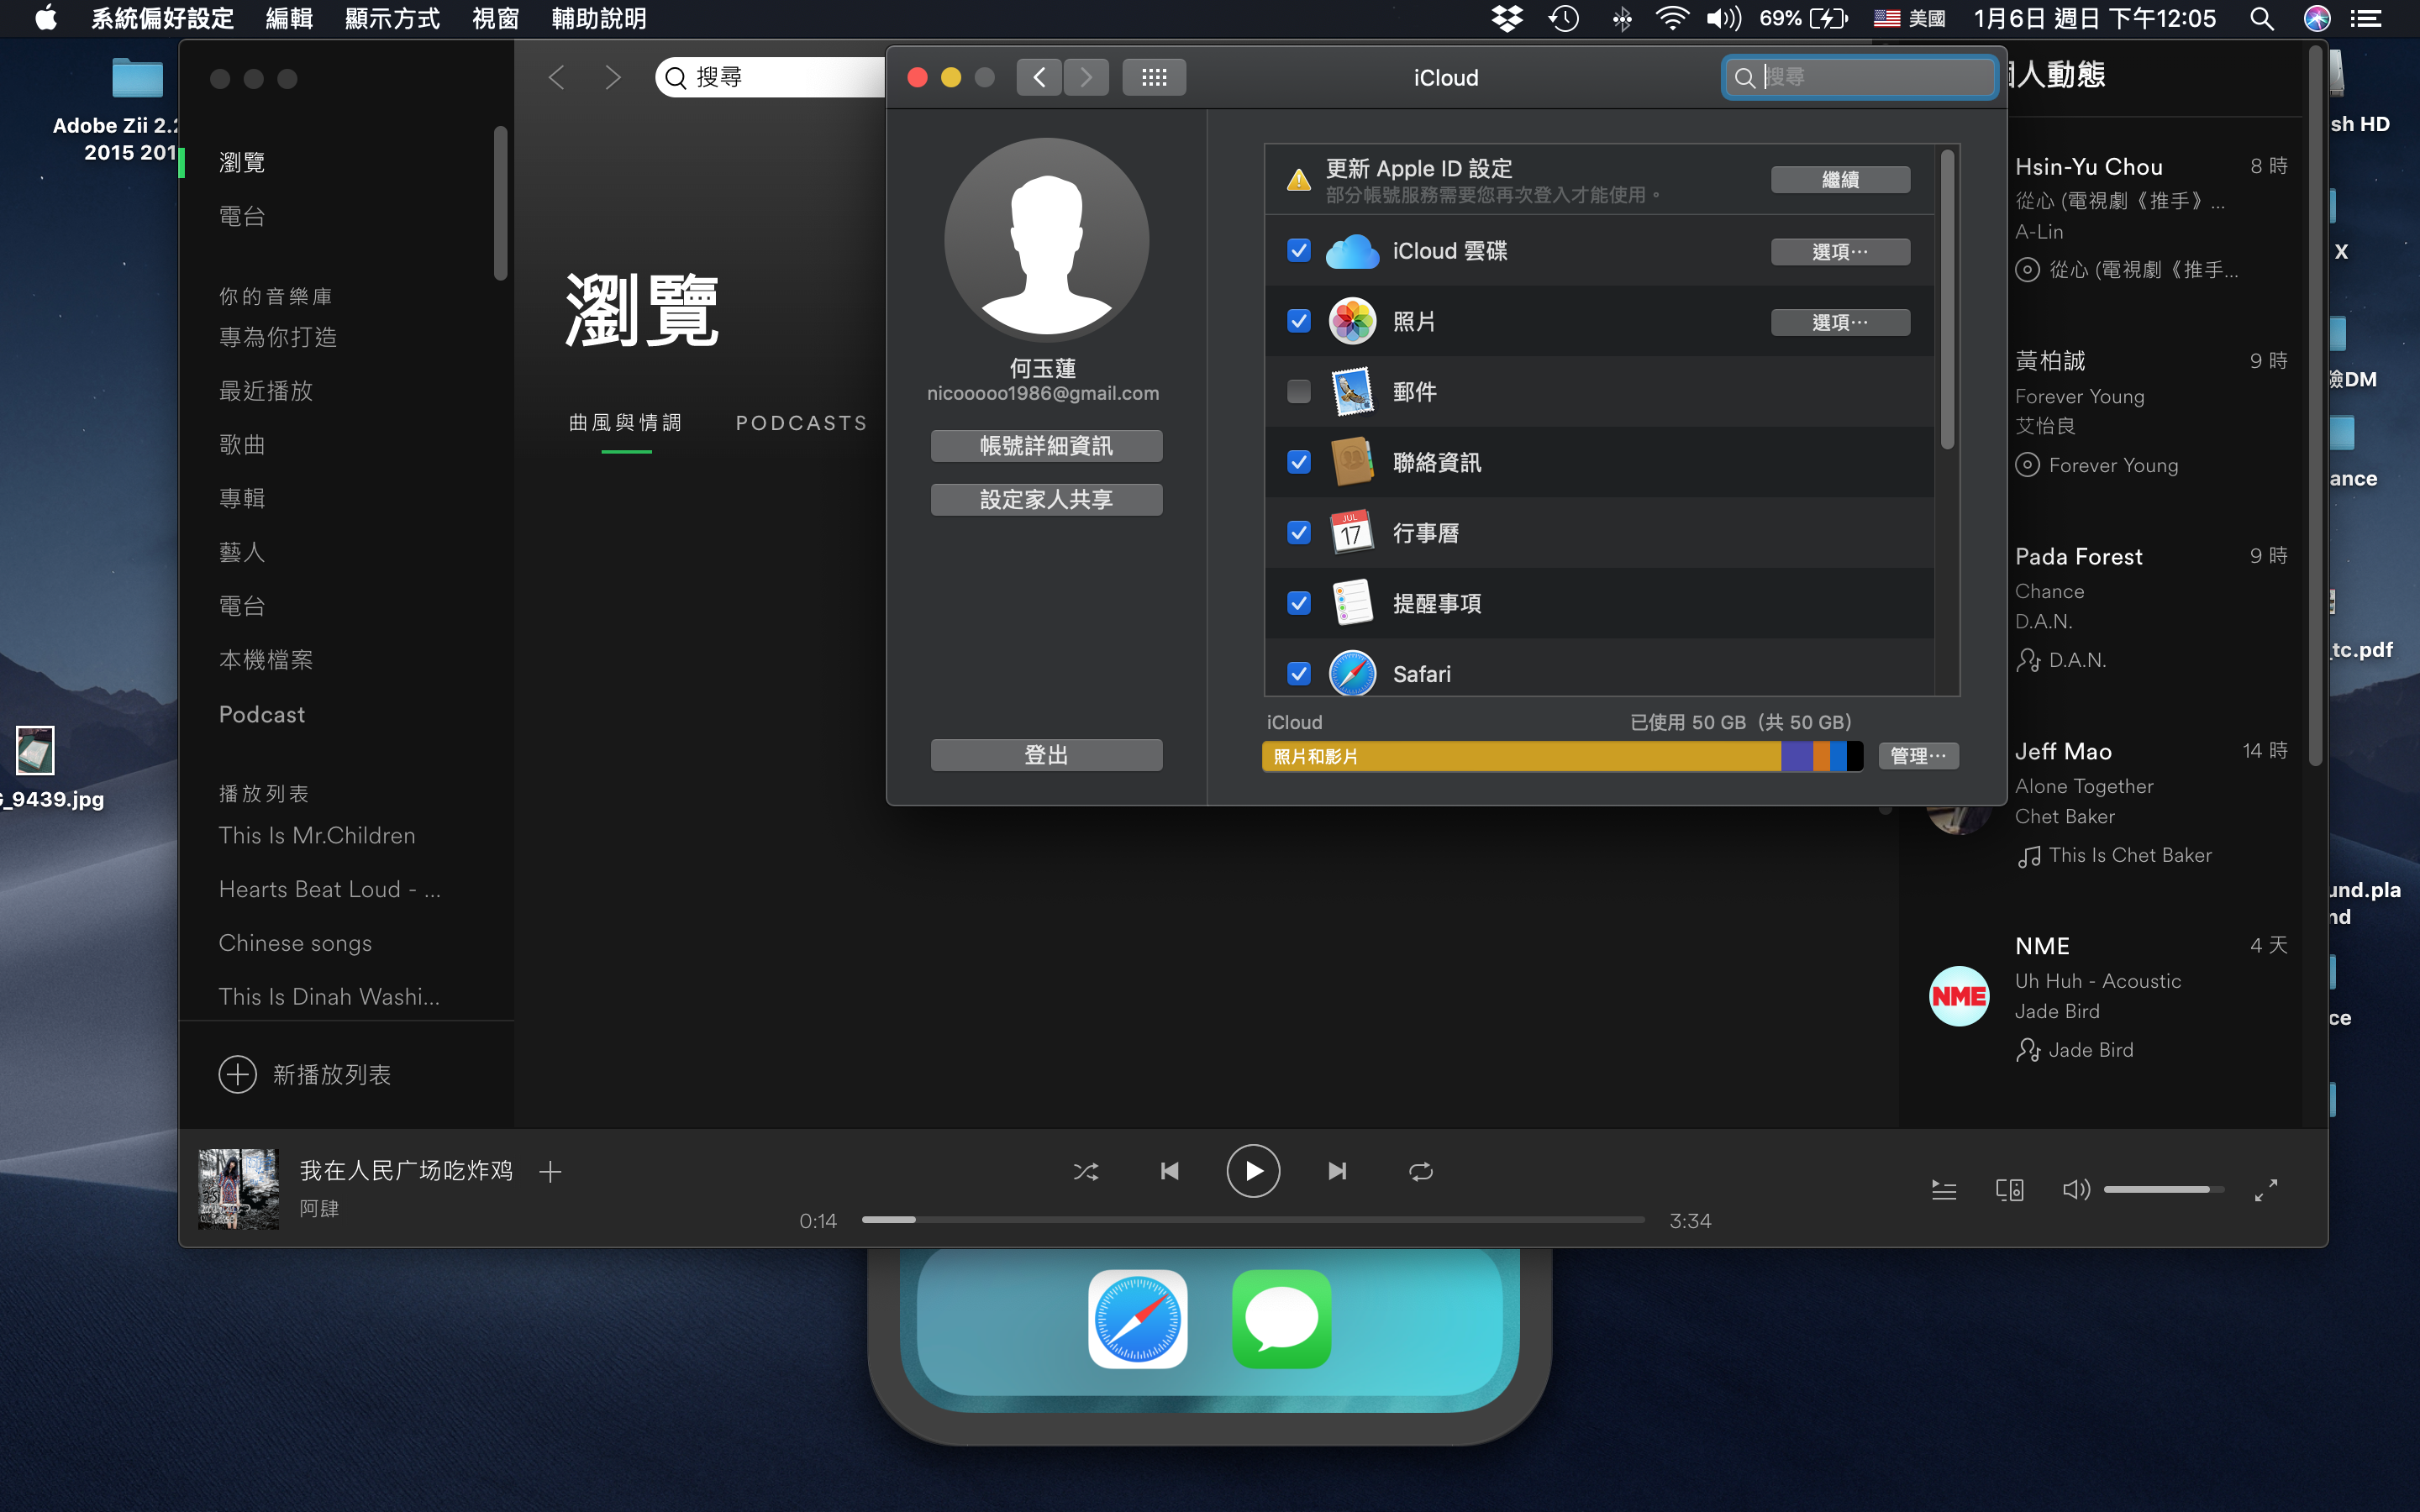 系統偏好設定 編輯 顯示方式 視窗 輔助說明 69% 美國 1月6日 週日 下午12:05
Adobe Zii 2.2
2015 201
G_9439.jpg
瀏覽
電台
你的音樂庫
專為你打造
最近播放
歌曲
專輯
藝人
電台
本機檔案
Podcast
播放列表
This Is Mr.Children
Hearts Beat Loud - ...
Chinese songs
This Is Dinah Washi...
新播放列表
搜尋
瀏覽
曲風與情調 PODCASTS
iCloud
搜尋
何玉蓮
nicooooo1986@gmail.com
帳號詳細資訊
設定家人共享
登出
更新 Apple ID 設定
部分帳號服務需要您再次登入才能使用。
繼續
iCloud 雲碟 選項⋯
照片 選項⋯
郵件
聯絡資訊
JUL
17
行事曆
提醒事項
Safari
iCloud 已使用 50 GB（共 50 GB）
照片和影片 管理⋯
人動態
Hsin-Yu Chou 8 時
從心 (電視劇《推手》...
A-Lin
從心 (電視劇《推手...
黃柏誠 9 時
Forever Young
艾怡良
Forever Young
Pada Forest 9 時
Chance
D.A.N.
D.A.N.
Jeff Mao 14 時
Alone Together
Chet Baker
This Is Chet Baker
NME 4 天
NME
Uh Huh - Acoustic
Jade Bird
Jade Bird
sh HD
X
DM
ance
tc.pdf
und.pla
nd
ce
我在人民广场吃炸鸡
阿肆
0:14 3:34